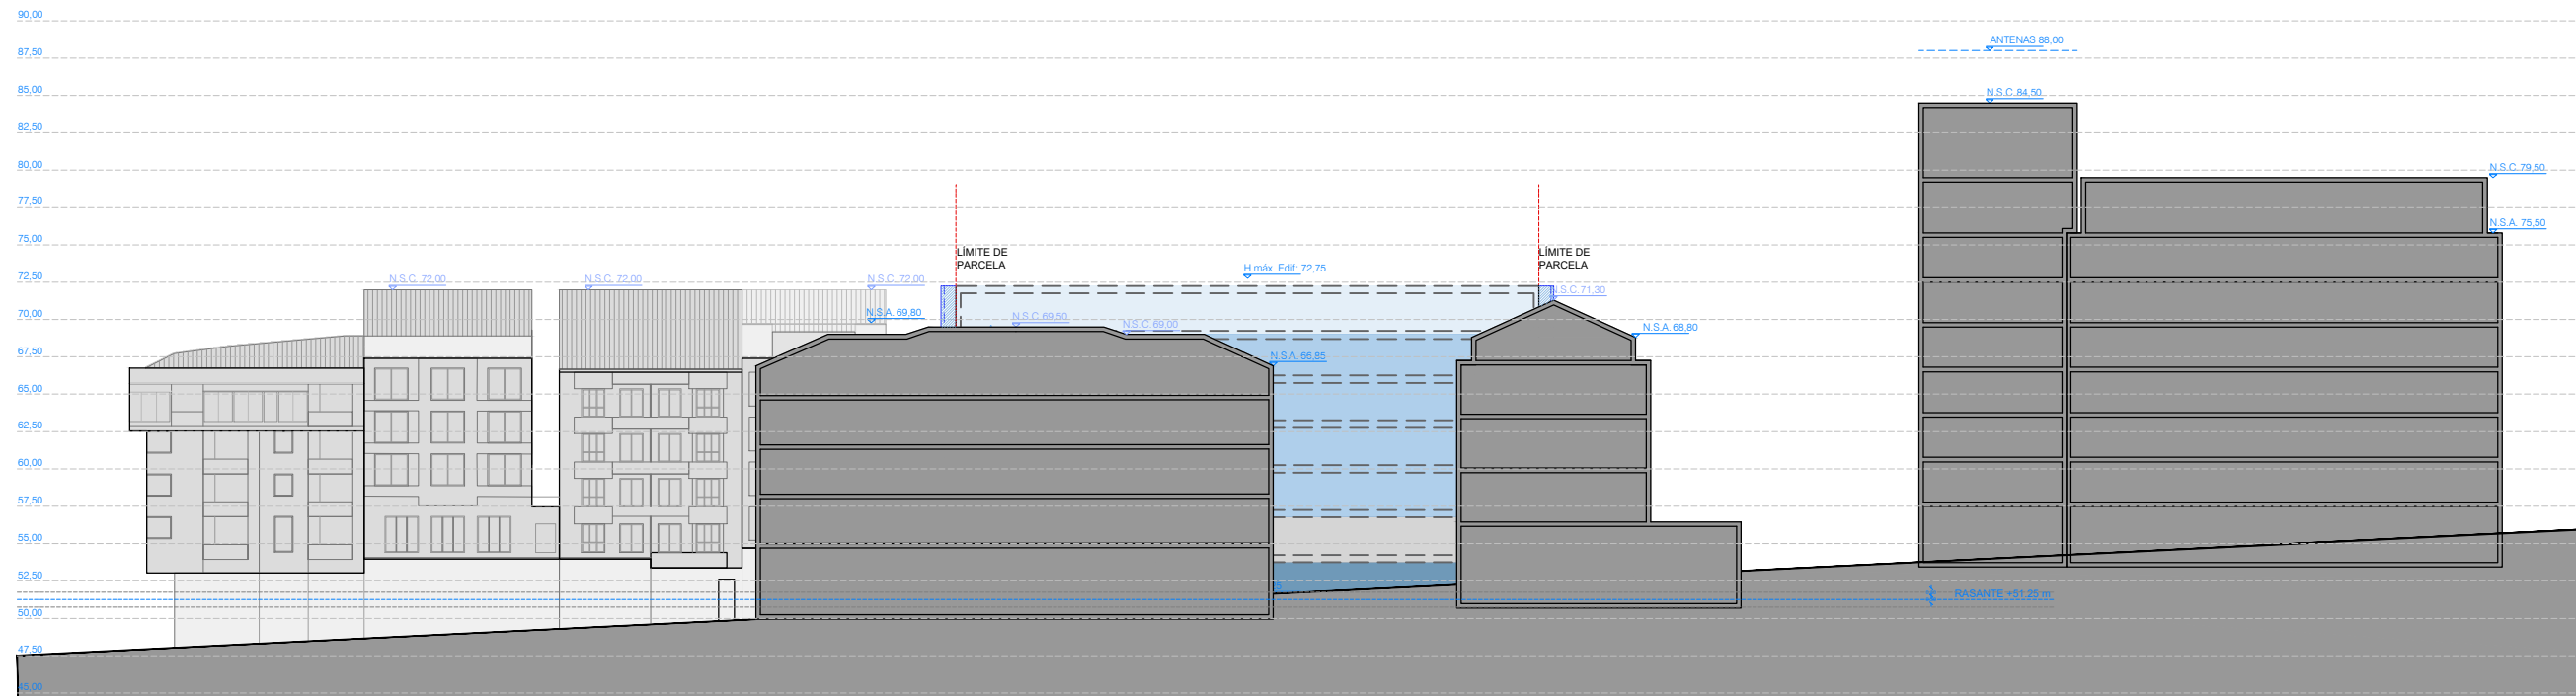 90,00
ANTENAS 88,00
87,50
85,00
N.S.C. 84,50
82,50
80,00
N.S.C. 79,50
77,50
N.S.A. 75,50
75,00
LÍMITE DE
PARCELA
LÍMITE DE
PARCELA
H máx. Edif: 72,75
72,50
N.S.C. 72,00
N.S.C. 72,00
N.S.C. 72,00
N.S.C. 71,30
70,00
N.S.A. 69,80
N.S.C. 69,50
N.S.C. 69,00
N.S.A. 68,80
67,50
N.S.A. 66,85
65,00
62,50
60,00
57,50
55,00
52,50
RASANTE +51.25 m
50,00
47,50
45,00